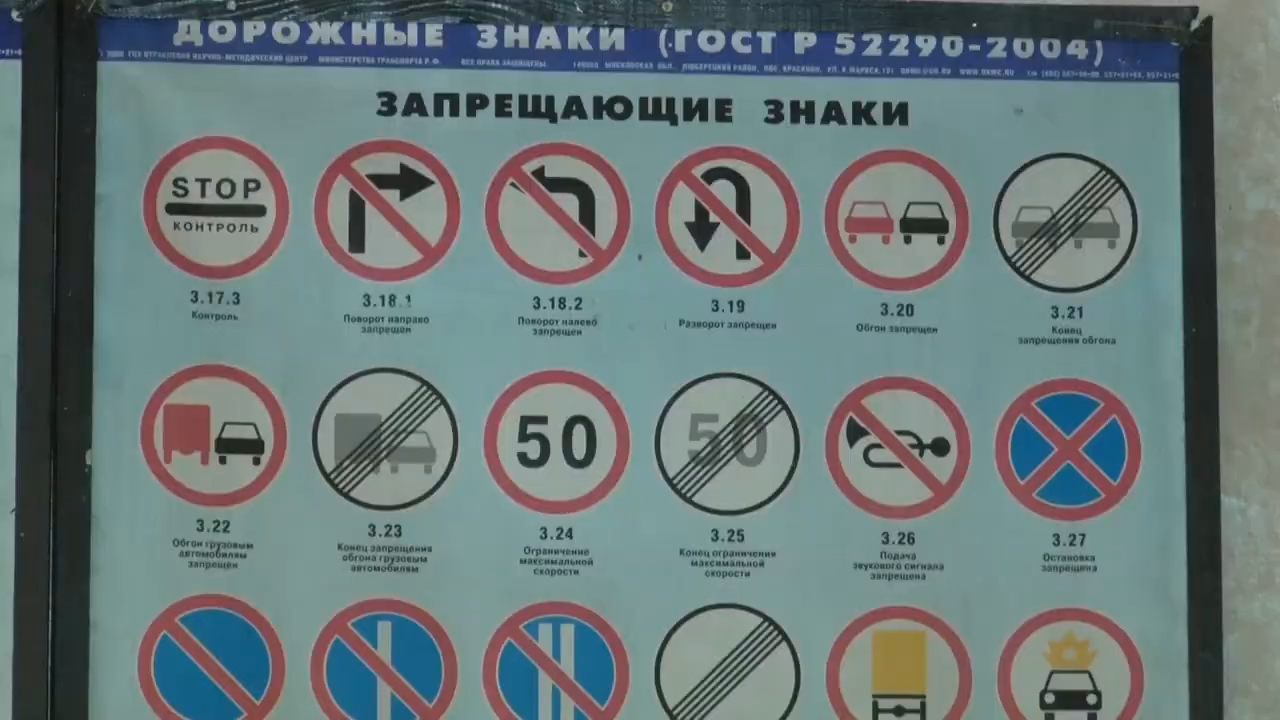 ДОРОЖНЫЕ ЗНАКИ (ГОСТ Р 52290-2004)
ВСЕ ПРАВА ЗАЩИЩЕНЫ.
ЗАПРЕЩАЮЩИЕ ЗНАКИ
STOP
КОНТРОЛЬ
3.17.3
Контроль
3.18.1
Поворот направо
запрещен
3.18.2
Поворот налево
запрещен
3.19
Разворот запрещен
3.20
Обгон запрещен
3.21
Конец
запрещения обгона
50
50
3.22
Обгон грузовым
автомобилям
запрещен
3.23
Конец запрещения
обгона грузовым
автомобилям
3.24
Ограничение
максимальной
скорости
3.25
Конец ограничения
максимальной
скорости
3.26
Подача
звукового сигнала
запрещена
3.27
Остановка
запрещена